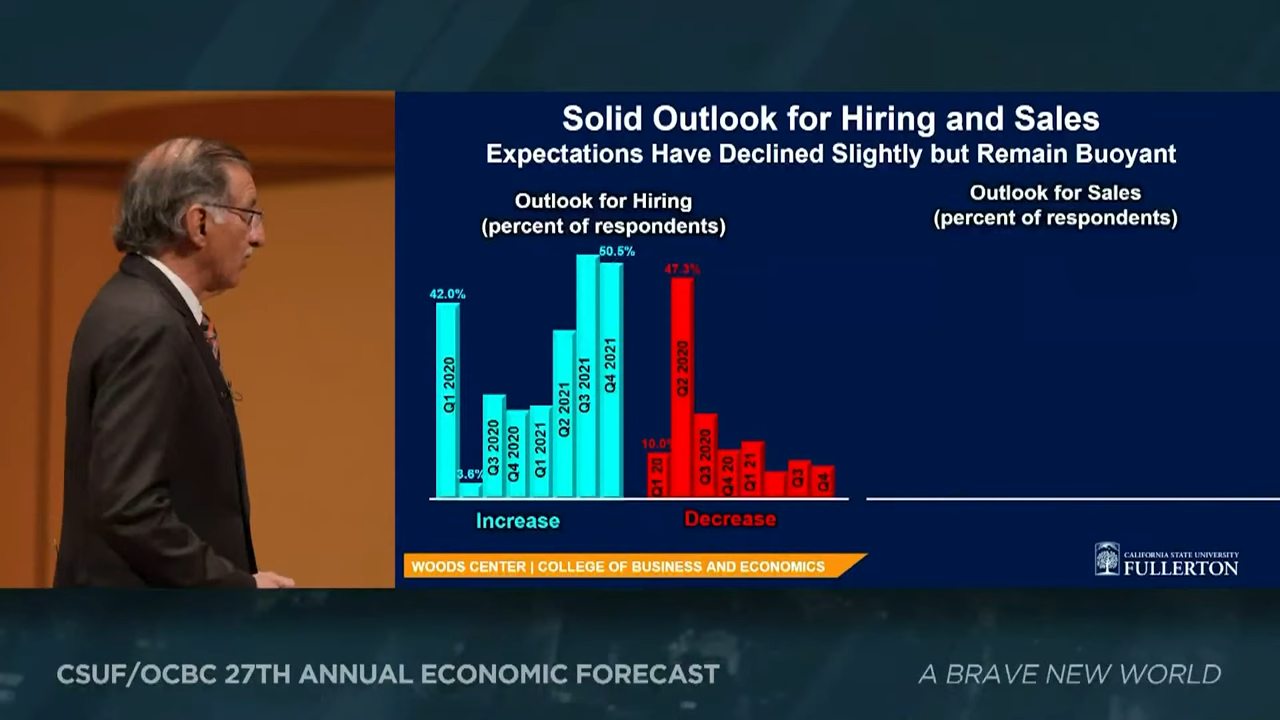 Solid Outlook for Hiring and Sales
Expectations Have Declined Slightly but Remain Buoyant
Outlook for Hiring
(percent of respondents)
Outlook for Sales
(percent of respondents)
42.0%
3.6%
50.5%
10.0%
47.3%
Q1 2020
Q3 2020
Q4 2020
Q1 2021
Q2 2021
Q3 2021
Q4 2021
Q1 20
Q2 2020
Q3 2020
Q4 20
Q1 21
Q3
Q4
Increase
Decrease
WOODS CENTER | COLLEGE OF BUSINESS AND ECONOMICS
CALIFORNIA STATE UNIVERSITY
FULLERTON
CSUF/OCBC 27TH ANNUAL ECONOMIC FORECAST
A BRAVE NEW WORLD